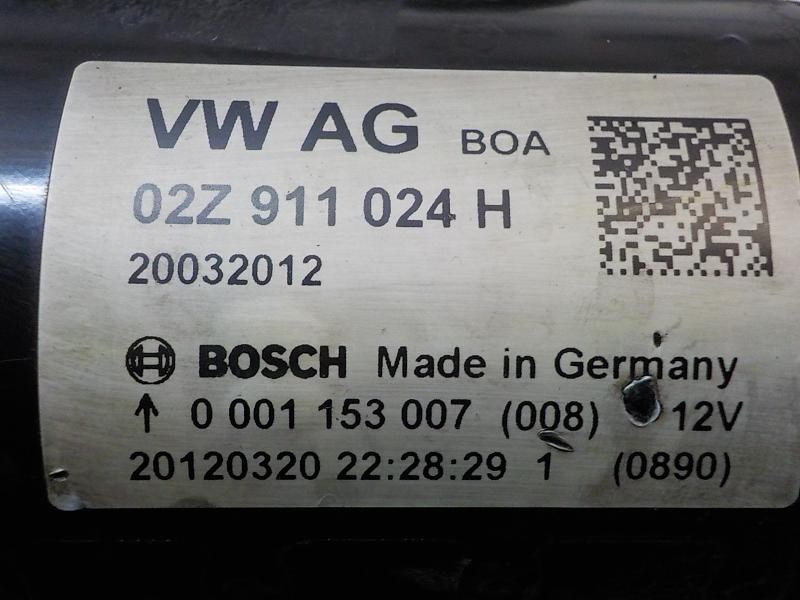 VW AG BOA
02Z 911 024 H
20032012
BOSCH Made in Germany
↑ 0 001 153 007 (008) 12V
20120320 22:28:29 1 (0890)